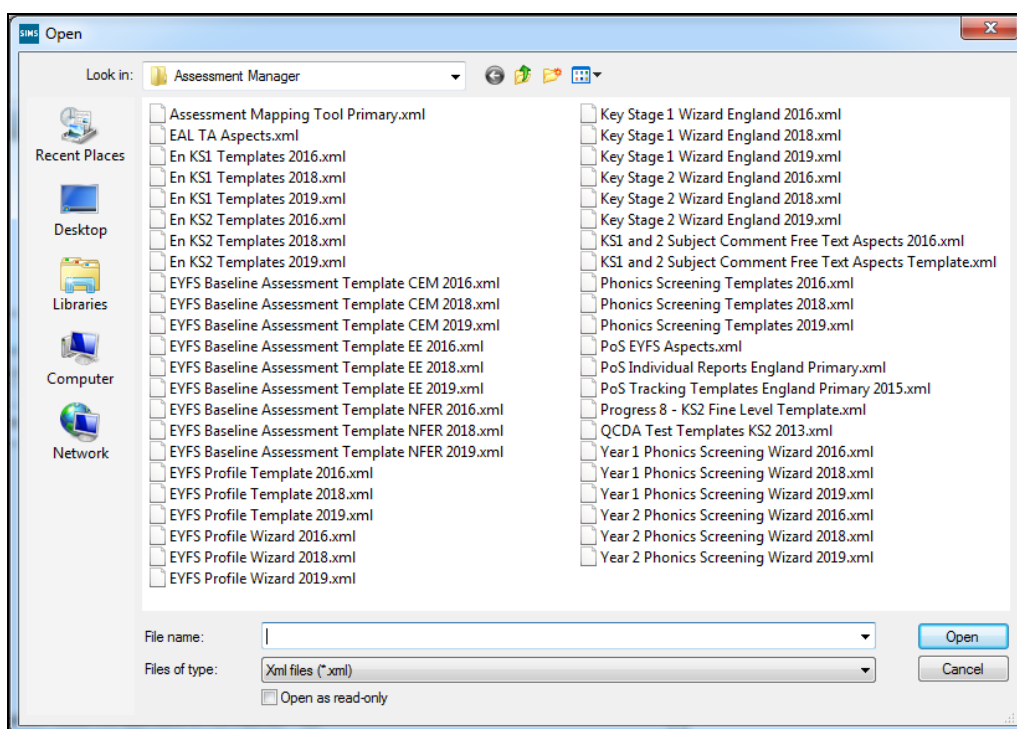 SIMS Open
Look in: Assessment Manager
Recent Places
Desktop
Libraries
Computer
Network
Assessment Mapping Tool Primary.xml
EAL TA Aspects.xml
En KS1 Templates 2016.xml
En KS1 Templates 2018.xml
En KS1 Templates 2019.xml
En KS2 Templates 2016.xml
En KS2 Templates 2018.xml
En KS2 Templates 2019.xml
EYFS Baseline Assessment Template CEM 2016.xml
EYFS Baseline Assessment Template CEM 2018.xml
EYFS Baseline Assessment Template CEM 2019.xml
EYFS Baseline Assessment Template EE 2016.xml
EYFS Baseline Assessment Template EE 2018.xml
EYFS Baseline Assessment Template EE 2019.xml
EYFS Baseline Assessment Template NFER 2016.xml
EYFS Baseline Assessment Template NFER 2018.xml
EYFS Baseline Assessment Template NFER 2019.xml
EYFS Profile Template 2016.xml
EYFS Profile Template 2018.xml
EYFS Profile Template 2019.xml
EYFS Profile Wizard 2016.xml
EYFS Profile Wizard 2018.xml
EYFS Profile Wizard 2019.xml
Key Stage 1 Wizard England 2016.xml
Key Stage 1 Wizard England 2018.xml
Key Stage 1 Wizard England 2019.xml
Key Stage 2 Wizard England 2016.xml
Key Stage 2 Wizard England 2018.xml
Key Stage 2 Wizard England 2019.xml
KS1 and 2 Subject Comment Free Text Aspects 2016.xml
KS1 and 2 Subject Comment Free Text Aspects Template.xml
Phonics Screening Templates 2016.xml
Phonics Screening Templates 2018.xml
Phonics Screening Templates 2019.xml
PoS EYFS Aspects.xml
PoS Individual Reports England Primary.xml
PoS Tracking Templates England Primary 2015.xml
Progress 8 - KS2 Fine Level Template.xml
QCDA Test Templates KS2 2013.xml
Year 1 Phonics Screening Wizard 2016.xml
Year 1 Phonics Screening Wizard 2018.xml
Year 1 Phonics Screening Wizard 2019.xml
Year 2 Phonics Screening Wizard 2016.xml
Year 2 Phonics Screening Wizard 2018.xml
Year 2 Phonics Screening Wizard 2019.xml
File name: Open
Files of type: Xml files (*.xml) Cancel
Open as read-only